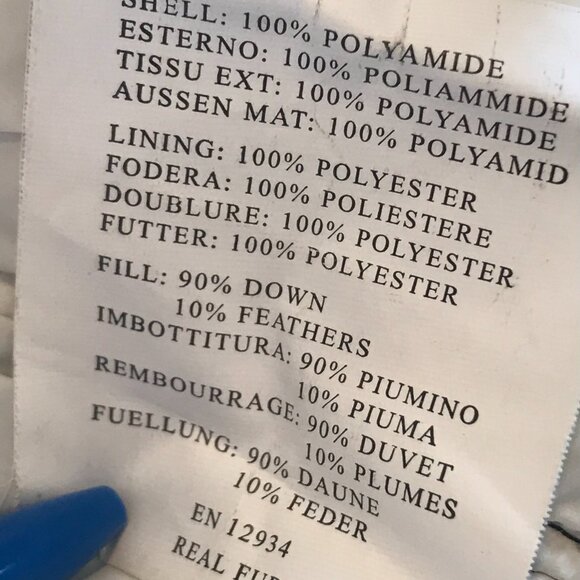 SHELL: 100% POLYAMIDE
ESTERNO: 100% POLIAMMIDE
TISSU EXT: 100% POLYAMIDE
AUSSEN MAT: 100% POLYAMID
LINING: 100% POLYESTER
FODERA: 100% POLIESTERE
DOUBLURE: 100% POLYESTER
FUTTER: 100% POLYESTER
FILL: 90% DOWN
10% FEATHERS
IMBOTTITURA: 90% PIUMINO
10% PIUMA
REMBOURRAGE: 90% DUVET
10% PLUMES
FUELLUNG: 90% DAUNE
10% FEDER
EN 12934
REAL FUR